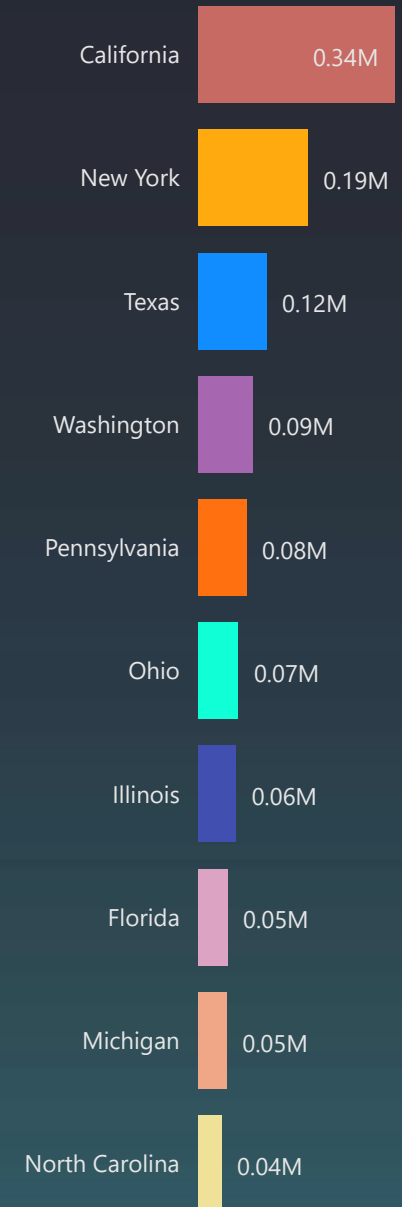 California 0.34M
New York 0.19M
Texas 0.12M
Washington 0.09M
Pennsylvania 0.08M
Ohio 0.07M
Illinois 0.06M
Florida 0.05M
Michigan 0.05M
North Carolina 0.04M